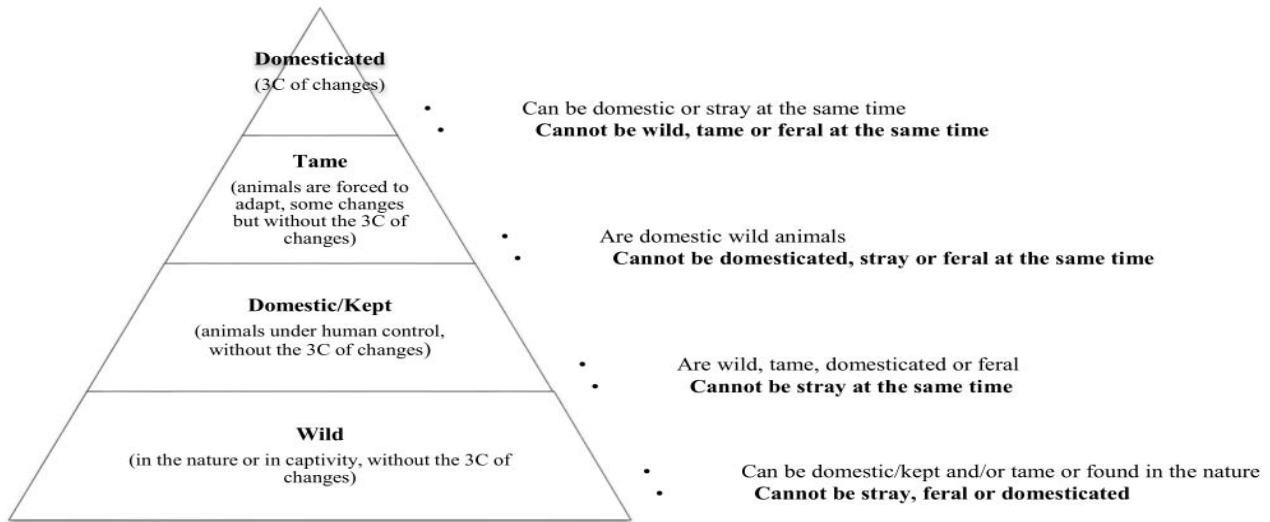 Domesticated
(3C of changes)
• Can be domestic or stray at the same time
• Cannot be wild, tame or feral at the same time
Tame
(animals are forced to
adapt, some changes
but without the 3C of
changes)
• Are domestic wild animals
• Cannot be domesticated, stray or feral at the same time
Domestic/Kept
(animals under human control,
without the 3C of changes)
• Are wild, tame, domesticated or feral
• Cannot be stray at the same time
Wild
(in the nature or in captivity, without the 3C of
changes)
• Can be domestic/kept and/or tame or found in the nature
• Cannot be stray, feral or domesticated